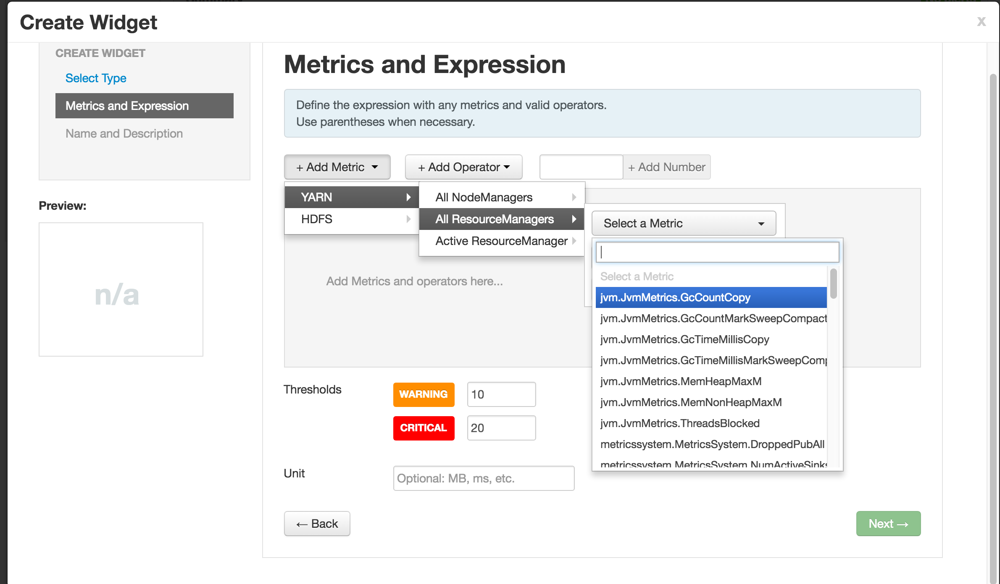 Create Widget
x
CREATE WIDGET
Select Type
Metrics and Expression
Name and Description
Preview:
n/a
Metrics and Expression
Define the expression with any metrics and valid operators.
Use parentheses when necessary.
+ Add Metric
+ Add Operator
+ Add Number
YARN
HDFS
All NodeManagers
All ResourceManagers
Active ResourceManager
Select a Metric
Select a Metric
jvm.JvmMetrics.GcCountCopy
jvm.JvmMetrics.GcCountMarkSweepCompact
jvm.JvmMetrics.GcTimeMillisCopy
jvm.JvmMetrics.GcTimeMillisMarkSweepComp
jvm.JvmMetrics.MemHeapMaxM
jvm.JvmMetrics.MemNonHeapMaxM
jvm.JvmMetrics.ThreadsBlocked
metricssystem.MetricsSystem.DroppedPubAll
metricssystem.MetricsSystem.NumActiveSinks
Add Metrics and operators here...
Thresholds
WARNING
10
CRITICAL
20
Unit
Optional: MB, ms, etc.
← Back
Next →